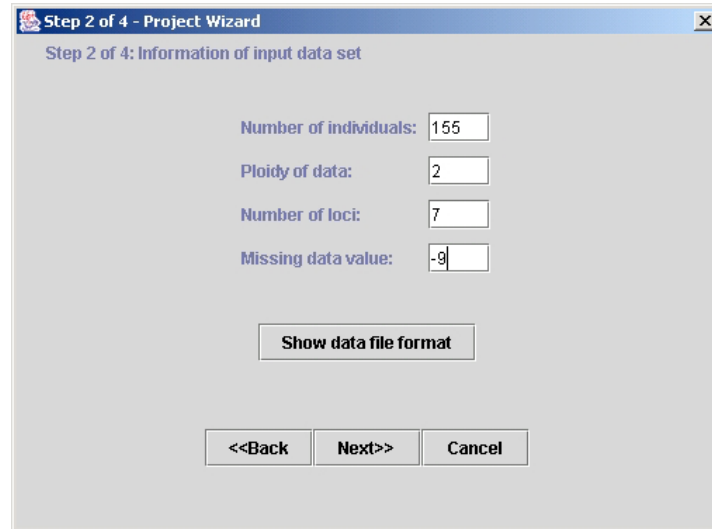 Step 2 of 4 - Project Wizard
Step 2 of 4: Information of input data set
Number of individuals: 155
Ploidy of data: 2
Number of loci: 7
Missing data value: -9
Show data file format
<<Back Next>> Cancel